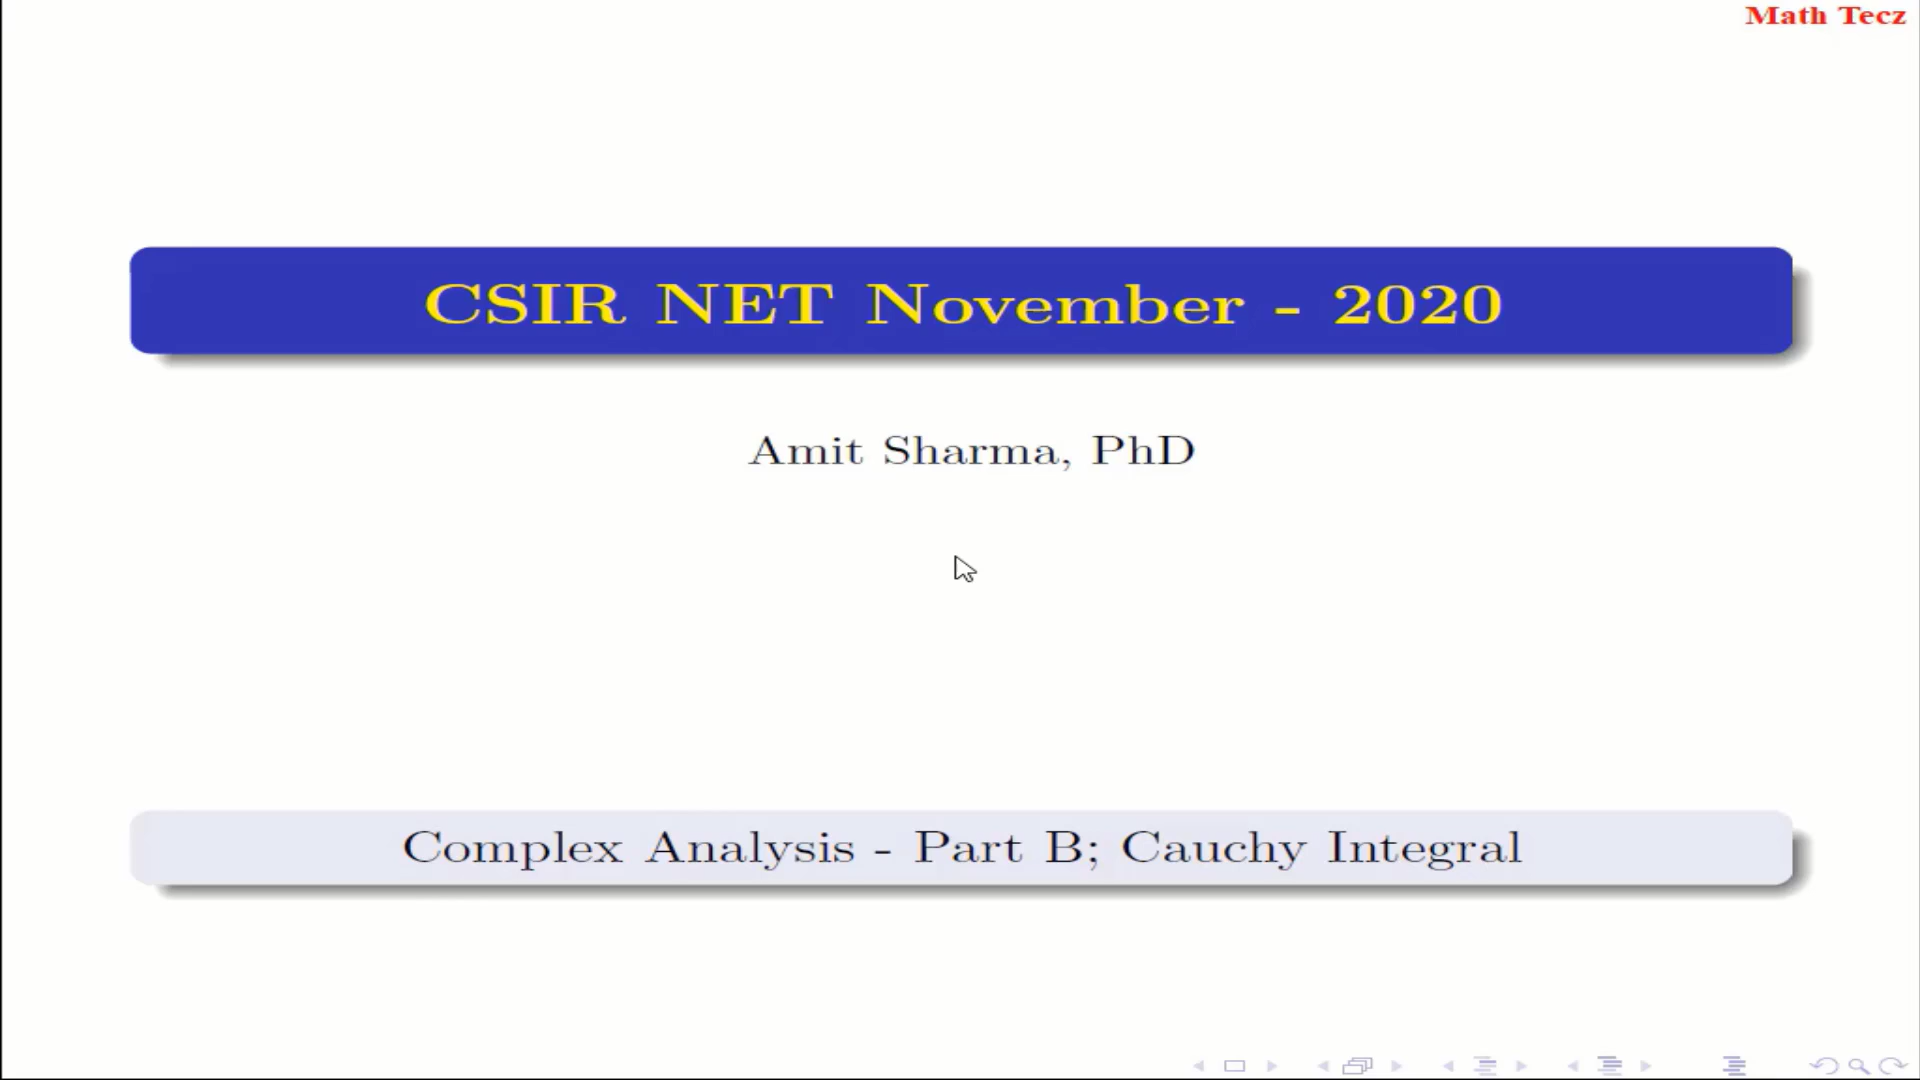 Math Tecz
CSIR NET November - 2020
Amit Sharma, PhD
Complex Analysis - Part B; Cauchy Integral